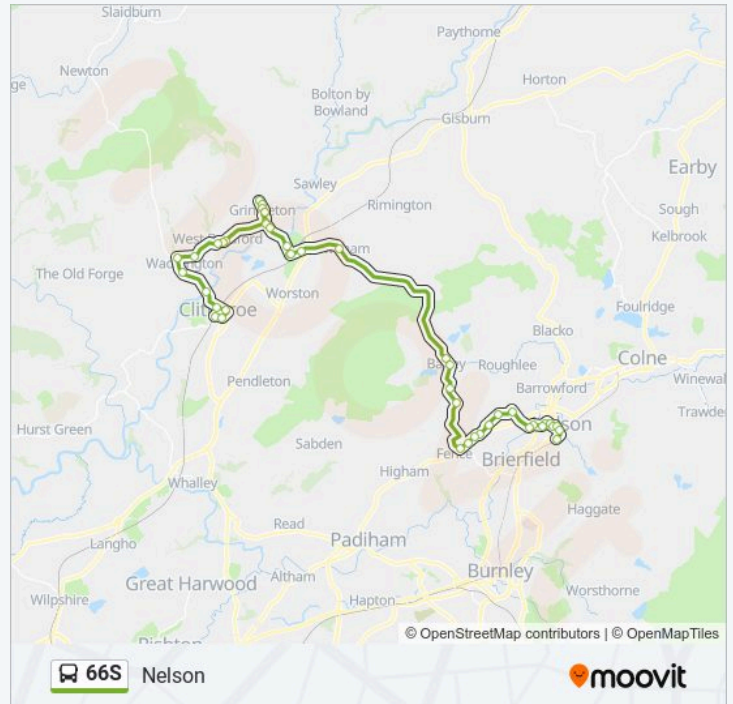 Slaidburn
Paythorne
Newton
Horton
Bolton by
Bowland
Gisburn
Earby
Sawley
Rimington
Sough
Kelbrook
The Old Forge
Worston
Foulridge
Blacko
Colne
Roughlee
Pendleton
Barrowford
Hurst Green
Sabden
Brierfield
Higham
Whalley
Haggate
Read
Langho
Padiham
Burnley
Great Harwood
Altham
Worsthorne
Wilpshire
Hapton
© OpenStreetMap contributors | © OpenMapTiles
66S Nelson
moovit